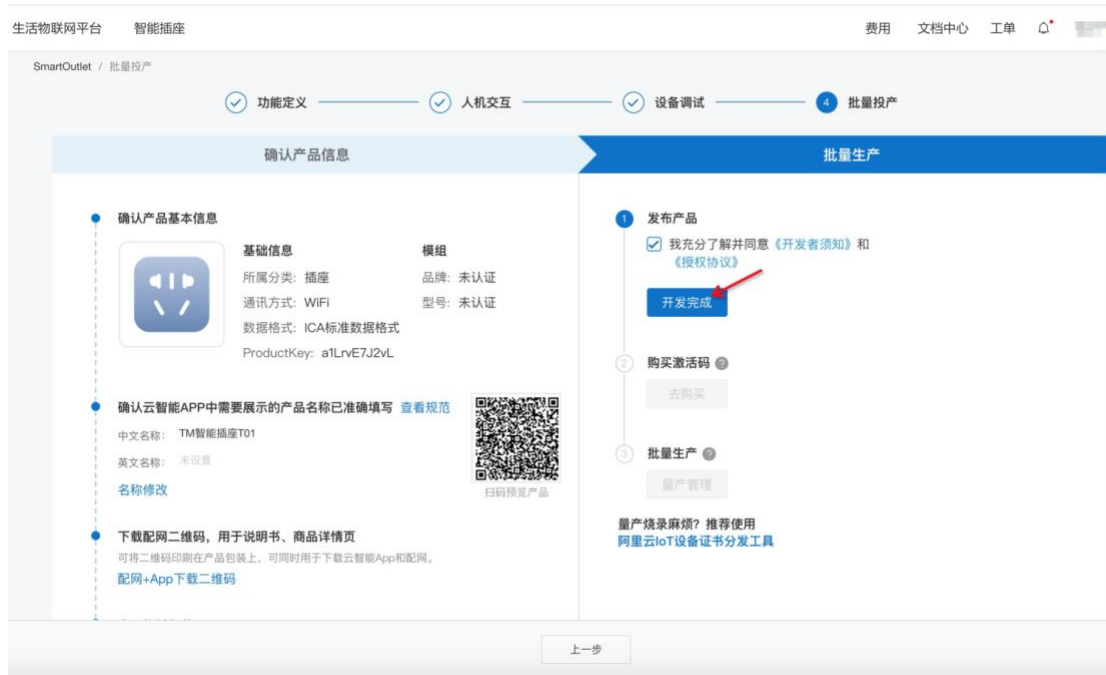 生活物联网平台 智能插座 费用 文档中心 工单
SmartOutlet / 批量投产
功能定义 人机交互 设备调试 4 批量投产
确认产品信息
确认产品基本信息
基础信息
所属分类: 插座
通讯方式: WiFi
数据格式: ICA标准数据格式
ProductKey: a1LrvE7J2vL
模组
品牌: 未认证
型号: 未认证
确认云智能APP中需要展示的产品名称已准确填写 查看规范
中文名称: TM智能插座T01
英文名称: 未设置
名称修改
扫码预览产品
下载配网二维码，用于说明书、商品详情页
可将二维码印刷在产品包装上，可同时用于下载云智能App和配网。
配网+App下载二维码
批量生产
1 发布产品
我充分了解并同意《开发者须知》和
《授权协议》
开发完成
2 购买激活码 ?
去购买
3 批量生产 ?
量产管理
量产烧录麻烦？推荐使用
阿里云IoT设备证书分发工具
上一步